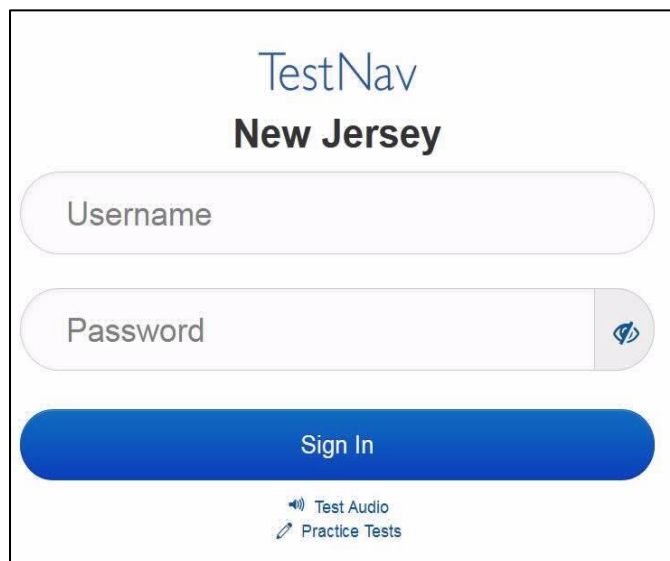 TestNav
New Jersey
Username
Password
Sign In
Test Audio
Practice Tests